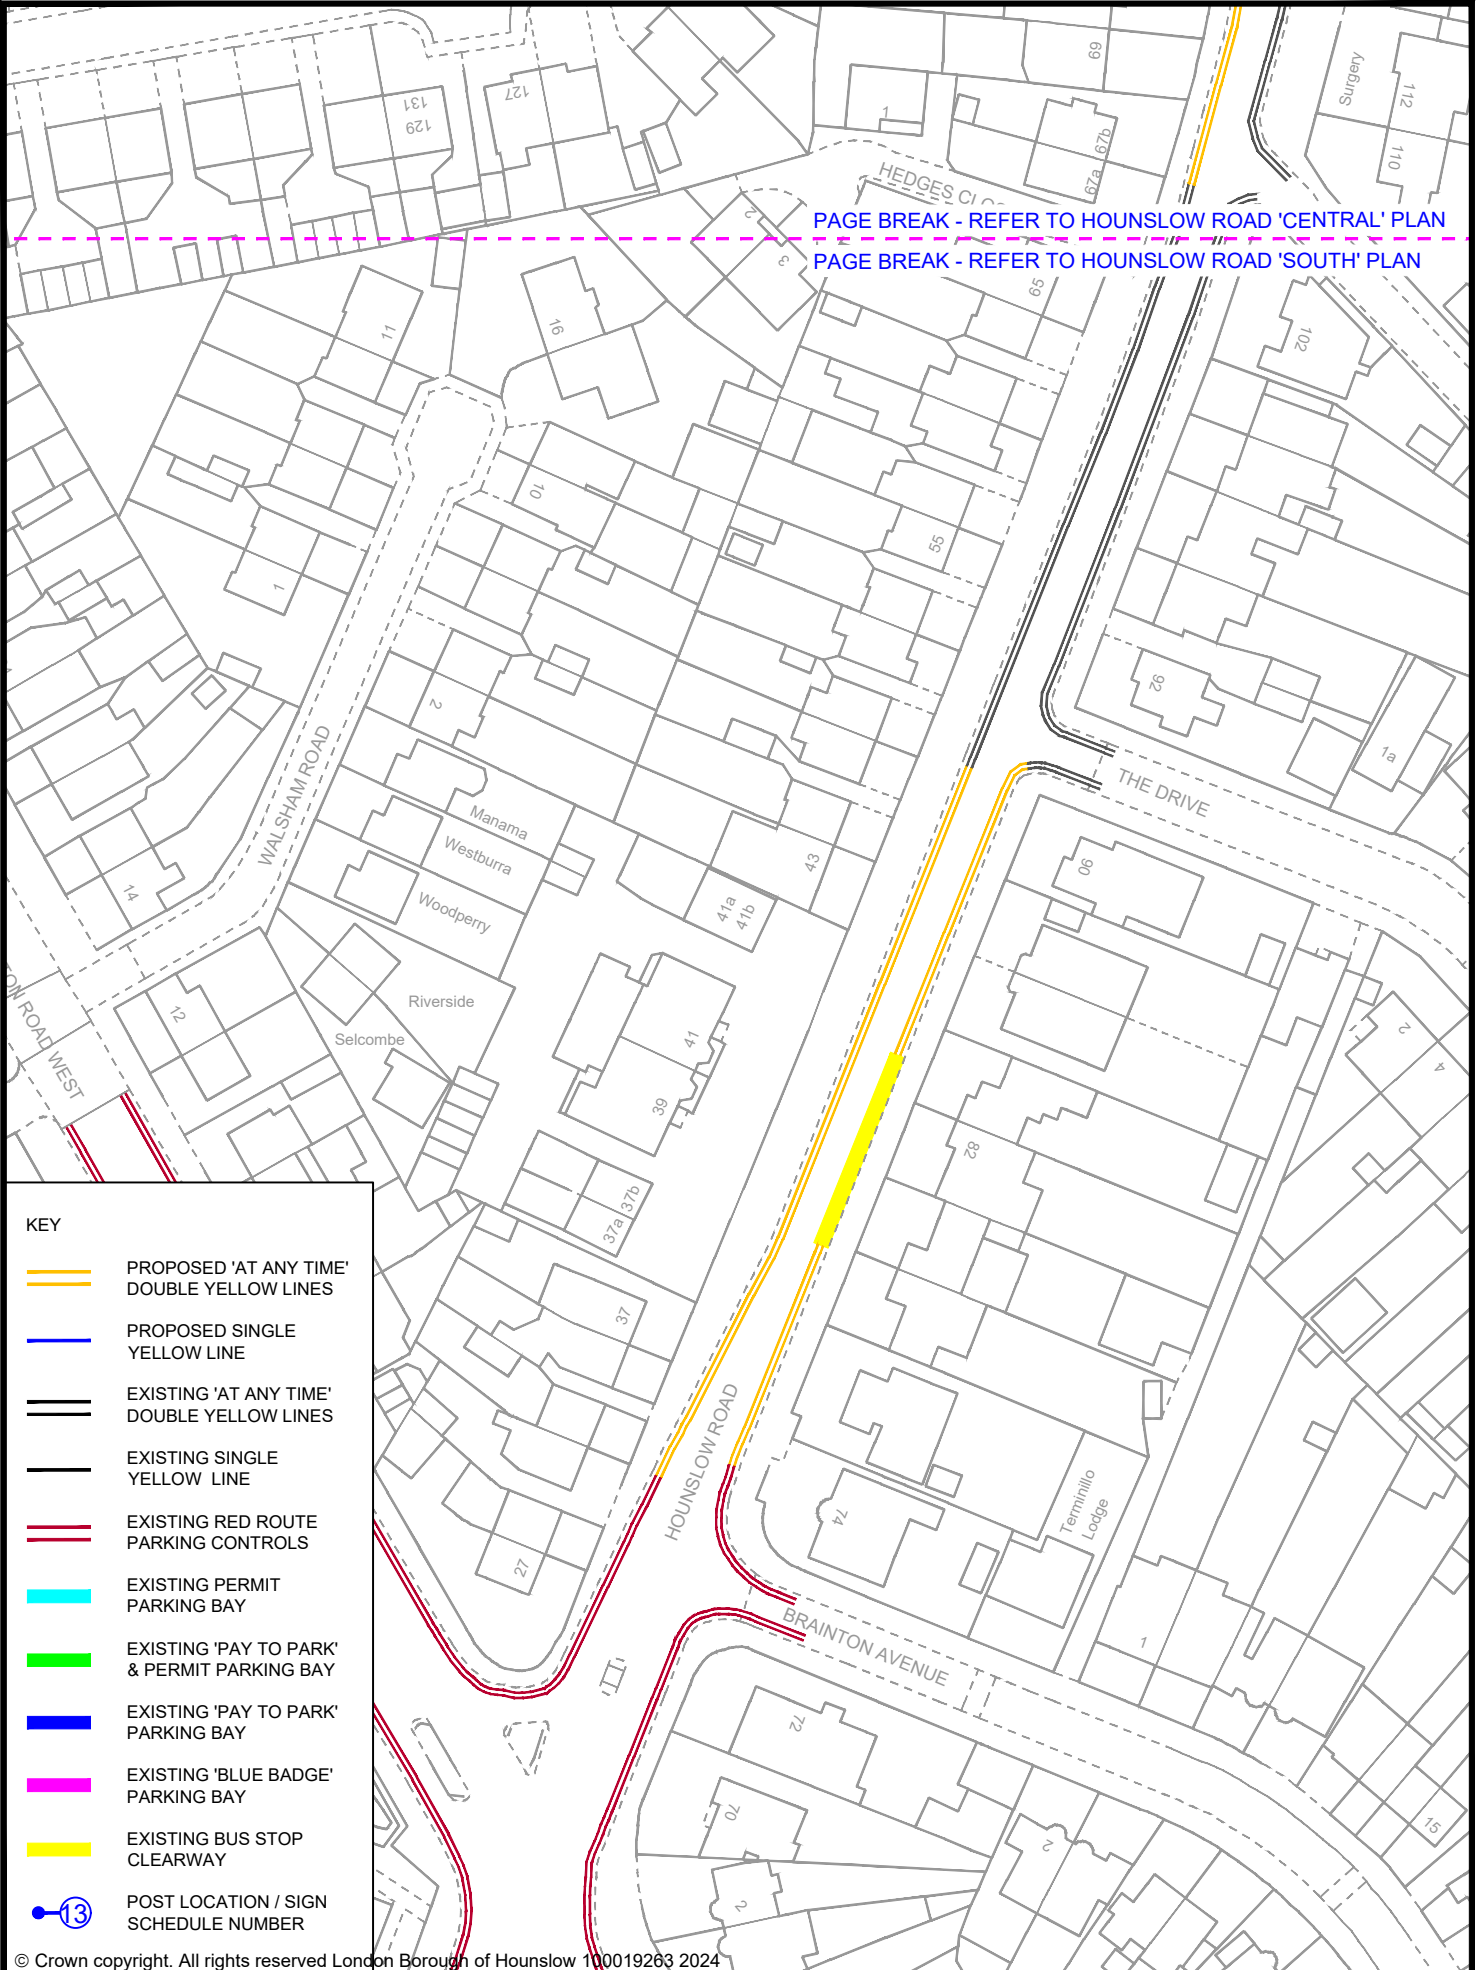 69
Surgery
112
131
129
127
1
67b
110
67a
HEDGES CLO
2
PAGE BREAK - REFER TO HOUNSLOW ROAD 'CENTRAL' PLAN
3
PAGE BREAK - REFER TO HOUNSLOW ROAD 'SOUTH' PLAN
65
11
16
102
10
55
1
92
2
1a
WALSHAM ROAD
THE DRIVE
Manama
Westburra
43
90
14
Woodperry
41a
41b
TON ROAD WEST
12
Riverside
Selcombe
41
2
4
39
82
37b
37a
37
HOUNSLOW ROAD
74
Terminillo
Lodge
27
BRAINTON AVENUE
1
72
70
2
15
2
KEY
PROPOSED 'AT ANY TIME'
DOUBLE YELLOW LINES
PROPOSED SINGLE
YELLOW LINE
EXISTING 'AT ANY TIME'
DOUBLE YELLOW LINES
EXISTING SINGLE
YELLOW LINE
EXISTING RED ROUTE
PARKING CONTROLS
EXISTING PERMIT
PARKING BAY
EXISTING 'PAY TO PARK'
& PERMIT PARKING BAY
EXISTING 'PAY TO PARK'
PARKING BAY
EXISTING 'BLUE BADGE'
PARKING BAY
EXISTING BUS STOP
CLEARWAY
13
POST LOCATION / SIGN
SCHEDULE NUMBER
© Crown copyright. All rights reserved London Borough of Hounslow 100019263 2024